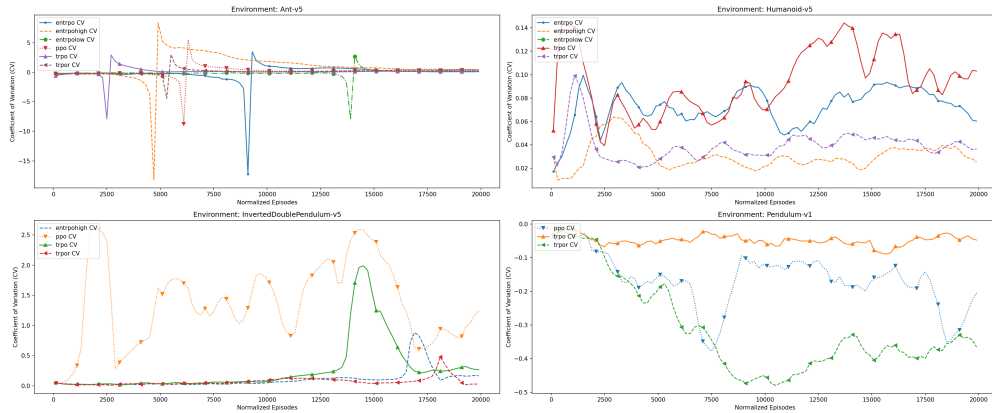 Environment: Ant-v5
Coefficient of Variation (CV)
5
0
−5
−10
−15
entrpo CV
entrpohigh CV
entrpolow CV
ppo CV
trpo CV
trpor CV
0
2500
5000
7500
10000
12500
15000
17500
20000
Normalized Episodes
Environment: Humanoid-v5
Coefficient of Variation (CV)
0.14
0.12
0.10
0.08
0.06
0.04
0.02
entrpo CV
entrpohigh CV
entrpolow CV
trpo CV
trpor CV
0
2500
5000
7500
10000
12500
15000
17500
20000
Normalized Episodes
Environment: InvertedDoublePendulum-v5
Coefficient of Variation (CV)
2.5
2.0
1.5
1.0
0.5
0.0
entrpohigh CV
ppo CV
trpo CV
trpor CV
0
2500
5000
7500
10000
12500
15000
17500
20000
Normalized Episodes
Environment: Pendulum-v1
Coefficient of Variation (CV)
0.0
−0.1
−0.2
−0.3
−0.4
−0.5
ppo CV
trpo CV
trpor CV
0
2500
5000
7500
10000
12500
15000
17500
20000
Normalized Episodes